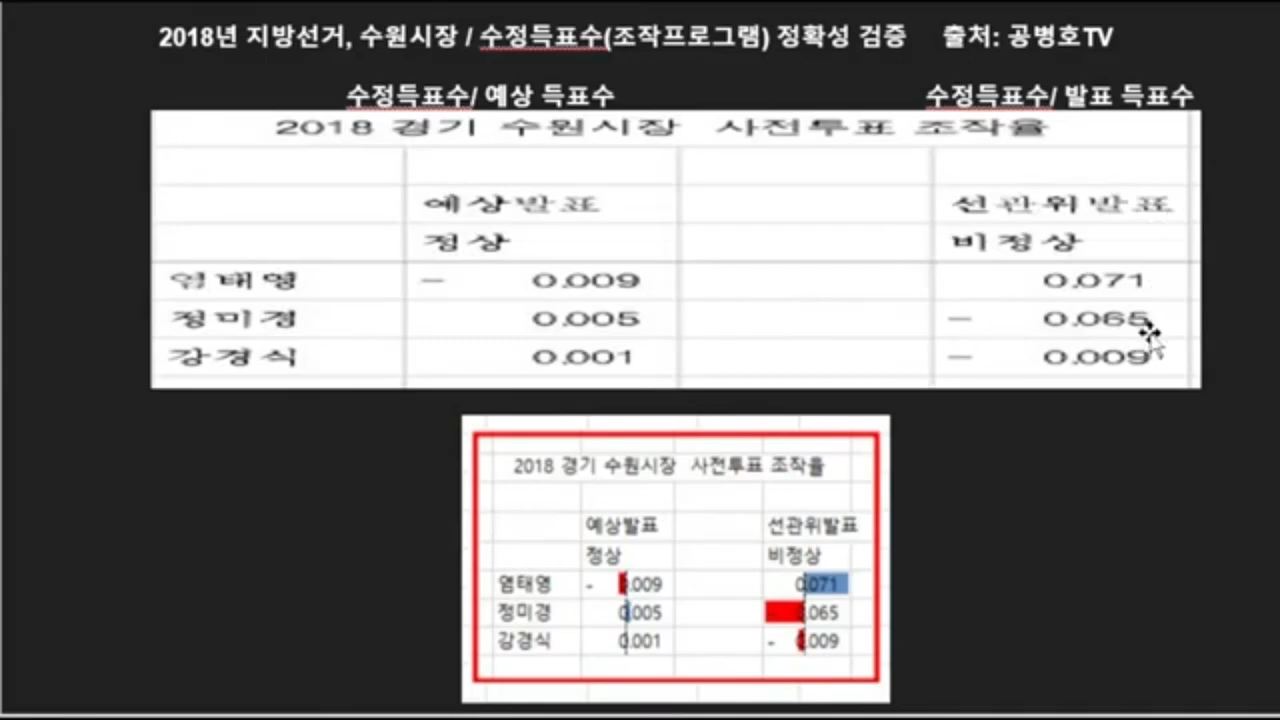 2018년 지방선거, 수원시장 / 수정득표수(조작프로그램) 정확성 검증 출처: 공병호TV
수정득표수/ 예상 득표수 수정득표수/ 발표 득표수
2018 경기 수원시장 사전투표 조작율
예상발표 선관위발표
정상 비정상
염태영 - 0.009 0.071
정미경 0.005 - 0.065
강경식 0.001 - 0.009
2018 경기 수원시장 사전투표 조작율
예상발표 선관위발표
정상 비정상
염태영 - 0.009 0.071
정미경 0.005 0.065
강경식 0.001 - 0.009